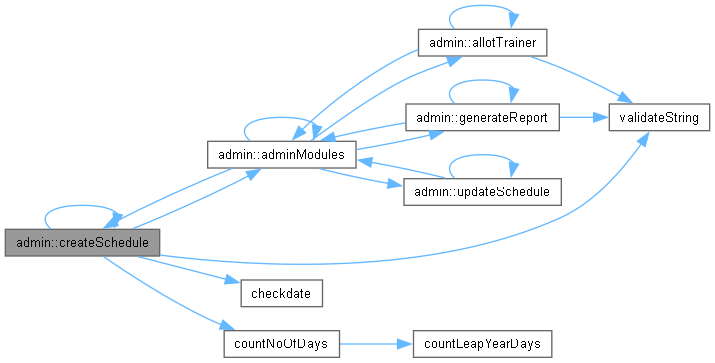 admin::allotTrainer
admin::generateReport
validateString
admin::adminModules
admin::updateSchedule
admin::createSchedule
checkdate
countNoOfDays
countLeapYearDays